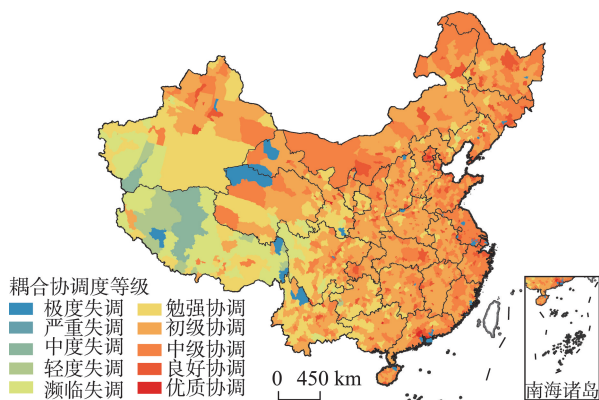 耦合协调度等级
极度失调 勉强协调
严重失调 初级协调
中度失调 中级协调
轻度失调 良好协调
濒临失调 优质协调
0 450 km
南海诸岛